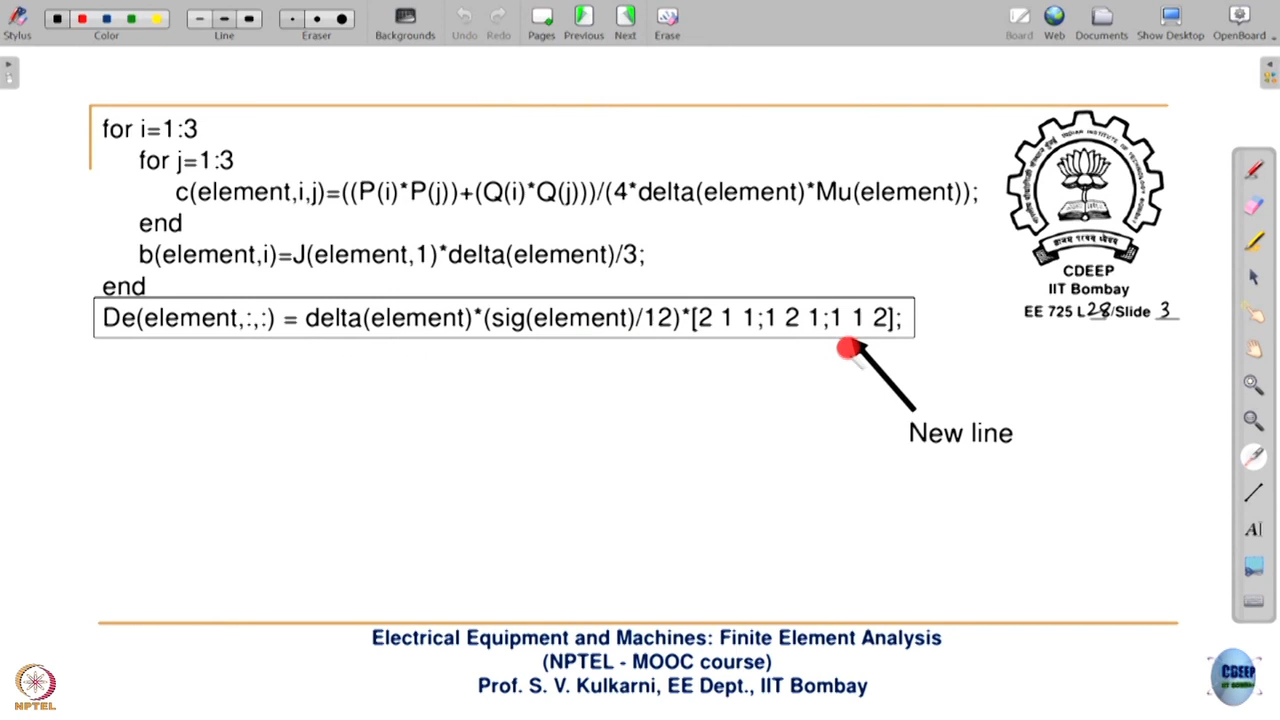 Stylus Color Line Eraser Backgrounds Undo Redo Pages Previous Next Erase Board Web Documents Show Desktop OpenBoard
for i=1:3
for j=1:3
c(element,i,j)=((P(i)*P(j))+(Q(i)*Q(j)))/(4*delta(element)*Mu(element));
end
b(element,i)=J(element,1)*delta(element)/3;
end
De(element,:,:) = delta(element)*(sig(element)/12)*[2 1 1;1 2 1;1 1 2];
New line
CDEEP
IIT Bombay
EE 725 L28/Slide 3
Electrical Equipment and Machines: Finite Element Analysis
(NPTEL - MOOC course)
Prof. S. V. Kulkarni, EE Dept., IIT Bombay
NPTEL
CDEEP
IIT BOMBAY